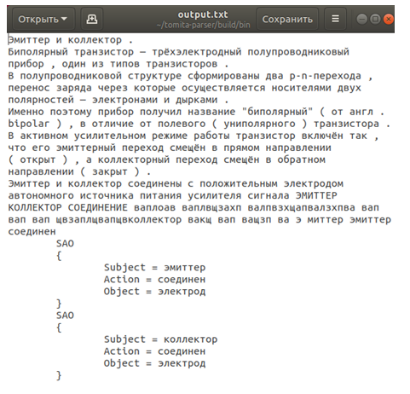 Открыть
output.txt
~/tomita-parser/build/bin
Сохранить
Эмиттер и коллектор .
Биполярный транзистор — трёхэлектродный полупроводниковый
прибор , один из типов транзисторов .
В полупроводниковой структуре сформированы два p-n-перехода ,
перенос заряда через которые осуществляется носителями двух
полярностей — электронами и дырками .
Именно поэтому прибор получил название "биполярный" ( от англ .
bipolar ) , в отличие от полевого ( униполярного ) транзистора .
В активном усилительном режиме работы транзистор включён так ,
что его эмиттерный переход смещён в прямом направлении
( открыт ) , а коллекторный переход смещён в обратном
направлении ( закрыт ) .
Эмиттер и коллектор соединены с положительным электродом
автономного источника питания усилителя сигнала ЭМИТТЕР
КОЛЛЕКТОР СОЕДИНЕНИЕ ваплоав ваплвщзахп валпвзхщапвалзхпва вап
вап вап щвзаплщвапщвколлектор вакщ вап ващзп ва э миттер эмиттер
соединен
SAO
{
Subject = эмиттер
Action = соединен
Object = электрод
}
SAO
{
Subject = коллектор
Action = соединен
Object = электрод
}